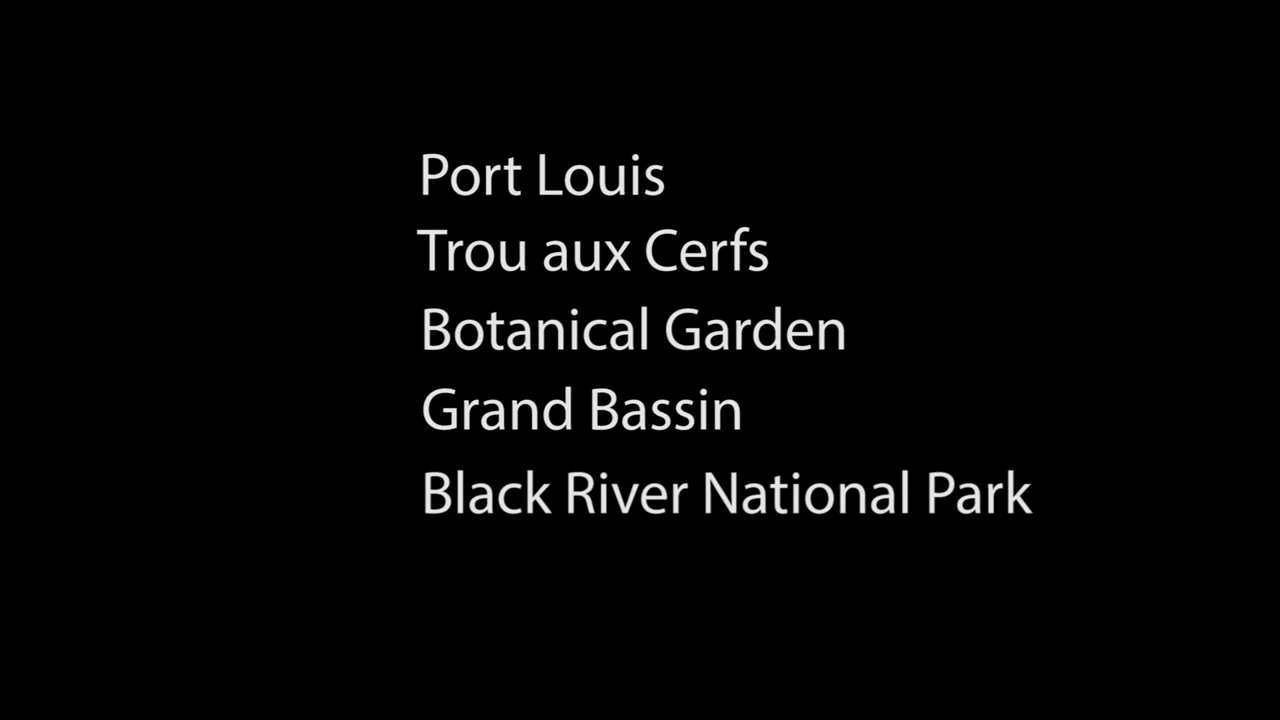 Port Louis
Trou aux Cerfs
Botanical Garden
Grand Bassin
Black River National Park